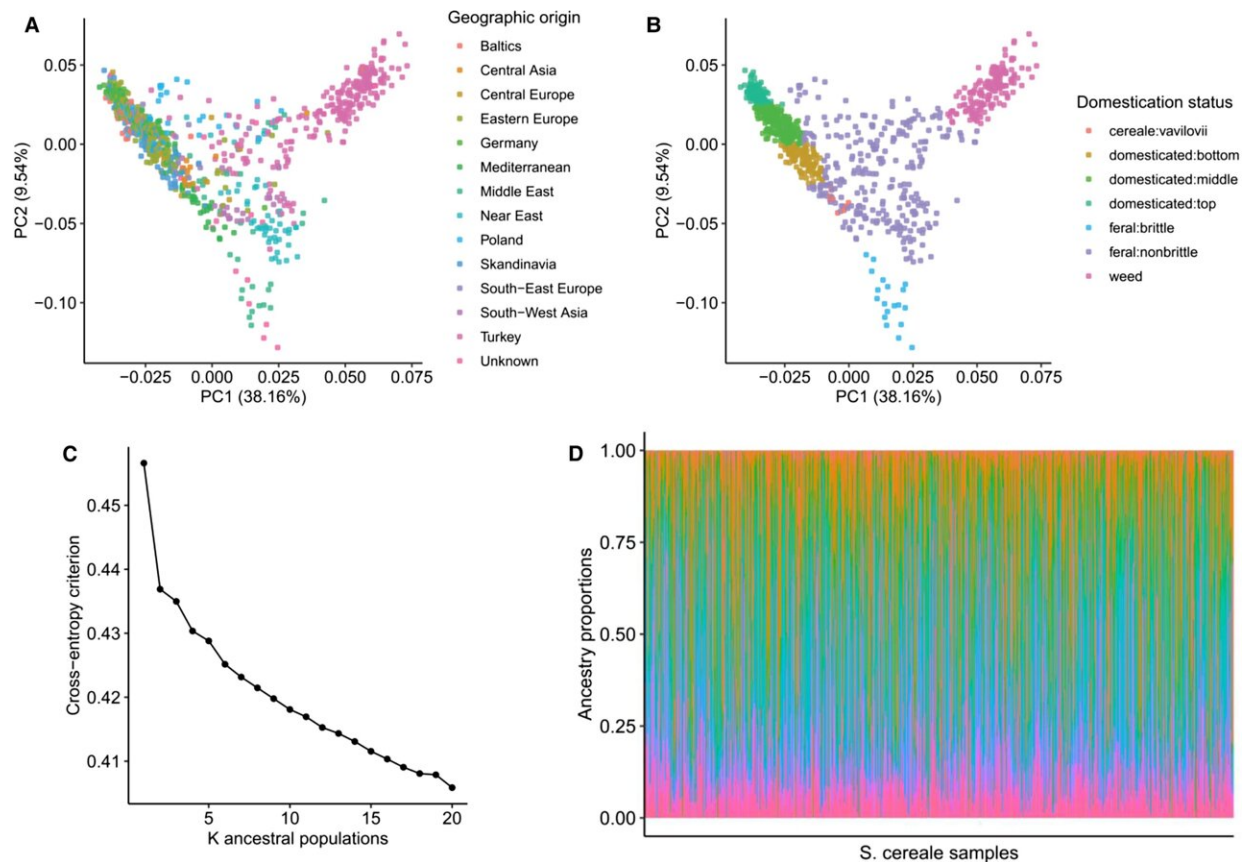 A
Geographic origin
Baltics
Central Asia
Central Europe
Eastern Europe
Germany
Mediterranean
Middle East
Near East
Poland
Skandinavia
South−East Europe
South−West Asia
Turkey
Unknown
0.05
0.00
−0.05
−0.10
PC2 (9.54%)
−0.025 0.000 0.025 0.050 0.075
PC1 (38.16%)
B
Domestication status
cereale:vavilovii
domesticated:bottom
domesticated:middle
domesticated:top
feral:brittle
feral:nonbrittle
weed
0.05
0.00
−0.05
−0.10
PC2 (9.54%)
−0.025 0.000 0.025 0.050 0.075
PC1 (38.16%)
C
0.45
0.44
0.43
0.42
0.41
Cross−entropy criterion
5 10 15 20
K ancestral populations
D
1.00
0.75
0.50
0.25
0.00
Ancestry proportions
S. cereale samples